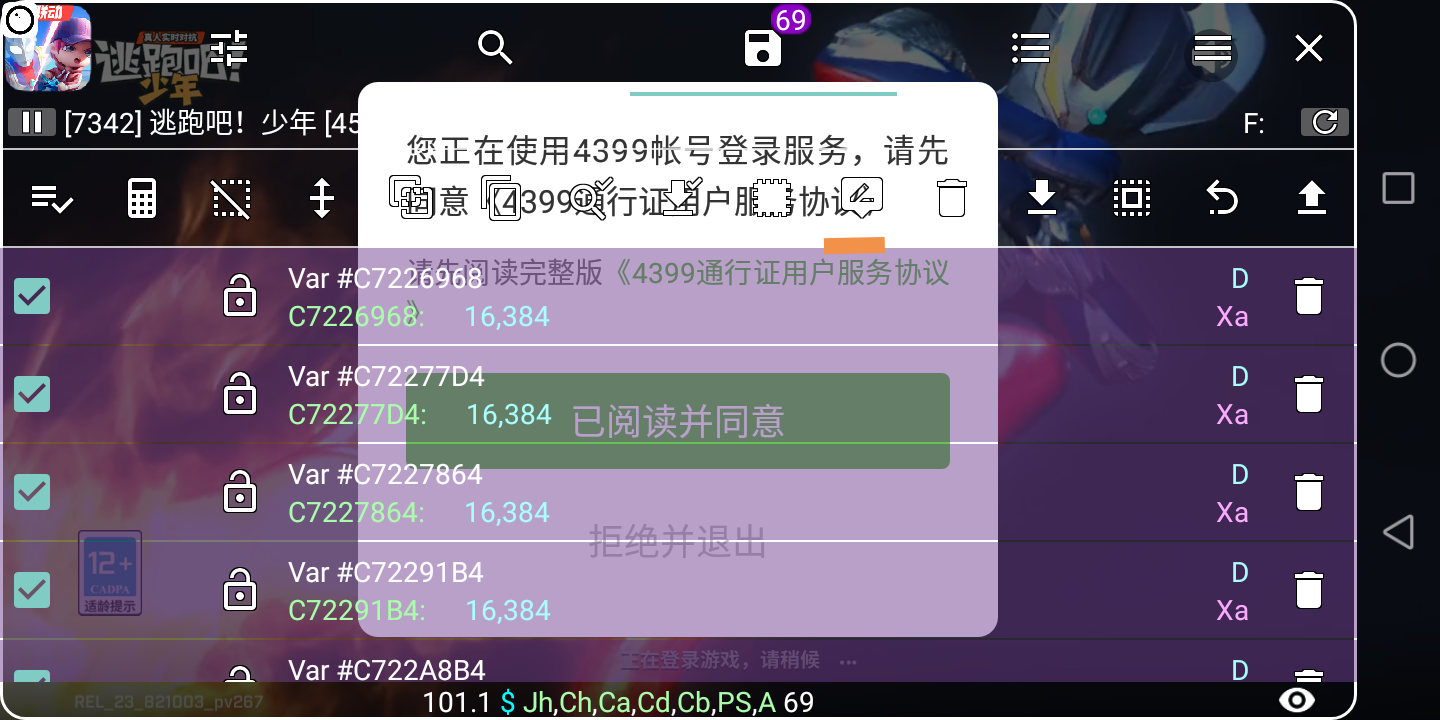 联动
真人实时对抗
逃跑吧!
少年
69
[7342] 逃跑吧！少年 [45
F:
您正在使用4399帐号登录服务，请先
同意《4399通行证用户服务协议》
请先阅读完整版《4399通行证用户服务协议
》
Var #C7226968
D
C7226968:
16,384
Xa
Var #C72277D4
D
C72277D4:
16,384
Xa
已阅读并同意
Var #C7227864
D
C7227864:
16,384
Xa
拒绝并退出
12+
CADPA
适龄提示
Var #C72291B4
D
C72291B4:
16,384
Xa
正在登录游戏，请稍候 ...
Var #C722A8B4
D
REL_23_821003_pv267
101.1 $ Jh,Ch,Ca,Cd,Cb,PS,A 69